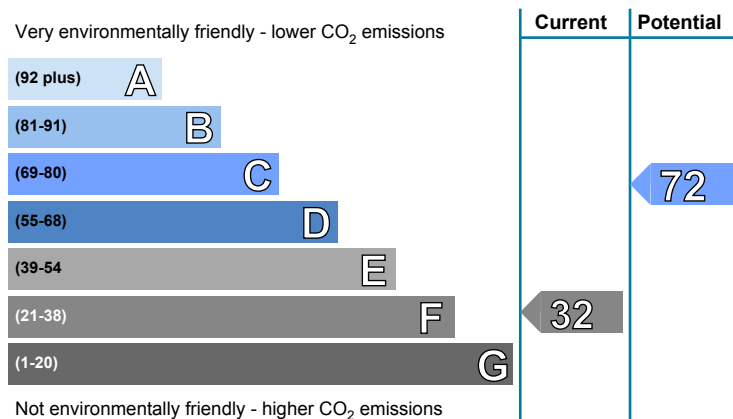 Current Potential
Very environmentally friendly - lower CO₂ emissions
(92 plus) A
(81-91) B
(69-80) C
72
(55-68) D
(39-54 E
(21-38) F
32
(1-20) G
Not environmentally friendly - higher CO₂ emissions